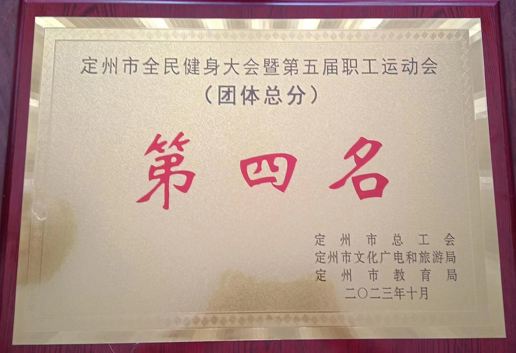 定州市全民健身大会暨第五届职工运动会
（团体总分）
第四名
定州市总工会
定州市文化广电和旅游局
定州市教育局
二〇二三年十月